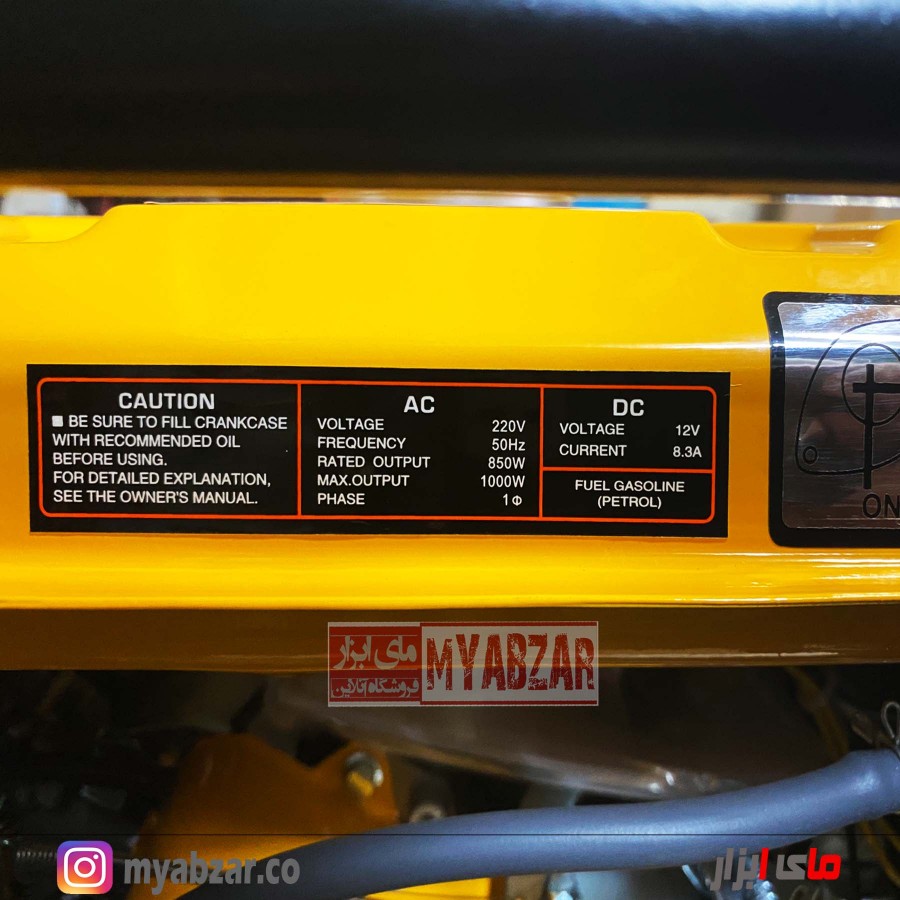 CAUTION
■ BE SURE TO FILL CRANKCASE
WITH RECOMMENDED OIL
BEFORE USING.
FOR DETAILED EXPLANATION,
SEE THE OWNER'S MANUAL.
AC
VOLTAGE 220V
FREQUENCY 50Hz
RATED OUTPUT 850W
MAX.OUTPUT 1000W
PHASE 1Φ
DC
VOLTAGE 12V
CURRENT 8.3A
FUEL GASOLINE
(PETROL)
ON
مای ابزار
فروشگاه آنلاین
MYABZAR
myabzar.co
مای ابزار